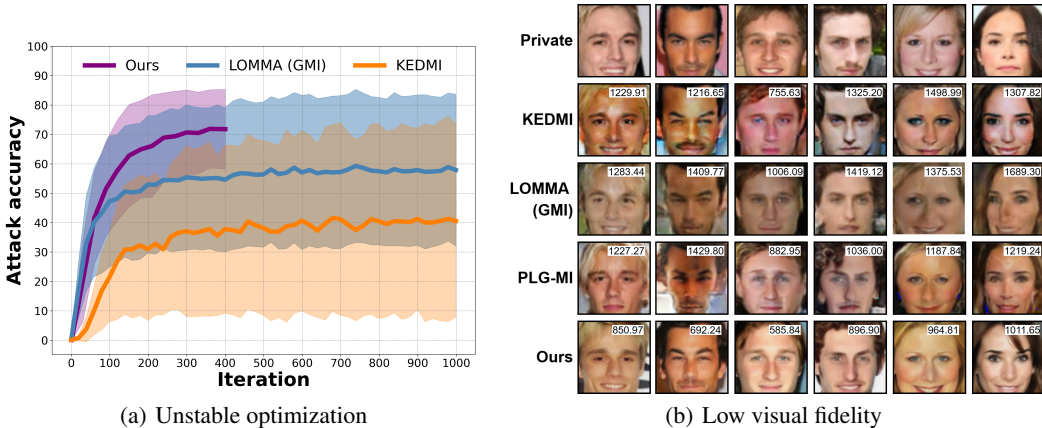 100
90
80
70
60
50
40
30
20
10
0
Attack accuracy
Ours LOMMA (GMI) KEDMI
0 100 200 300 400 500 600 700 800 900 1000
Iteration
(a) Unstable optimization
Private
KEDMI
1229.91 1216.65 755.63 1325.20 1498.99 1307.82
LOMMA
(GMI)
1283.44 1409.77 1006.09 1419.12 1375.53 1689.30
PLG-MI
1227.27 1429.80 882.95 1036.00 1187.84 1219.24
Ours
850.97 692.24 585.84 896.90 964.81 1011.65
(b) Low visual fidelity